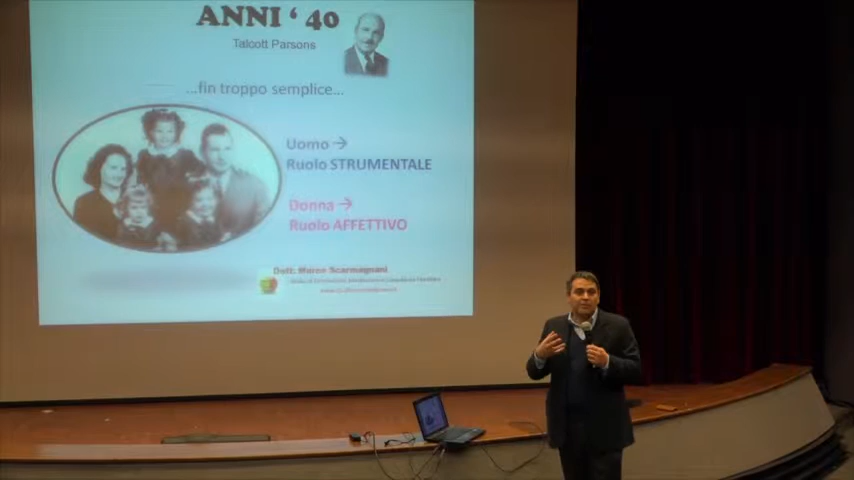 ANNI ‘ 40
Talcott Parsons
...fin troppo semplice...
Uomo →
Ruolo STRUMENTALE
Donna →
Ruolo AFFETTIVO
Dott. Marco Scarmagnani